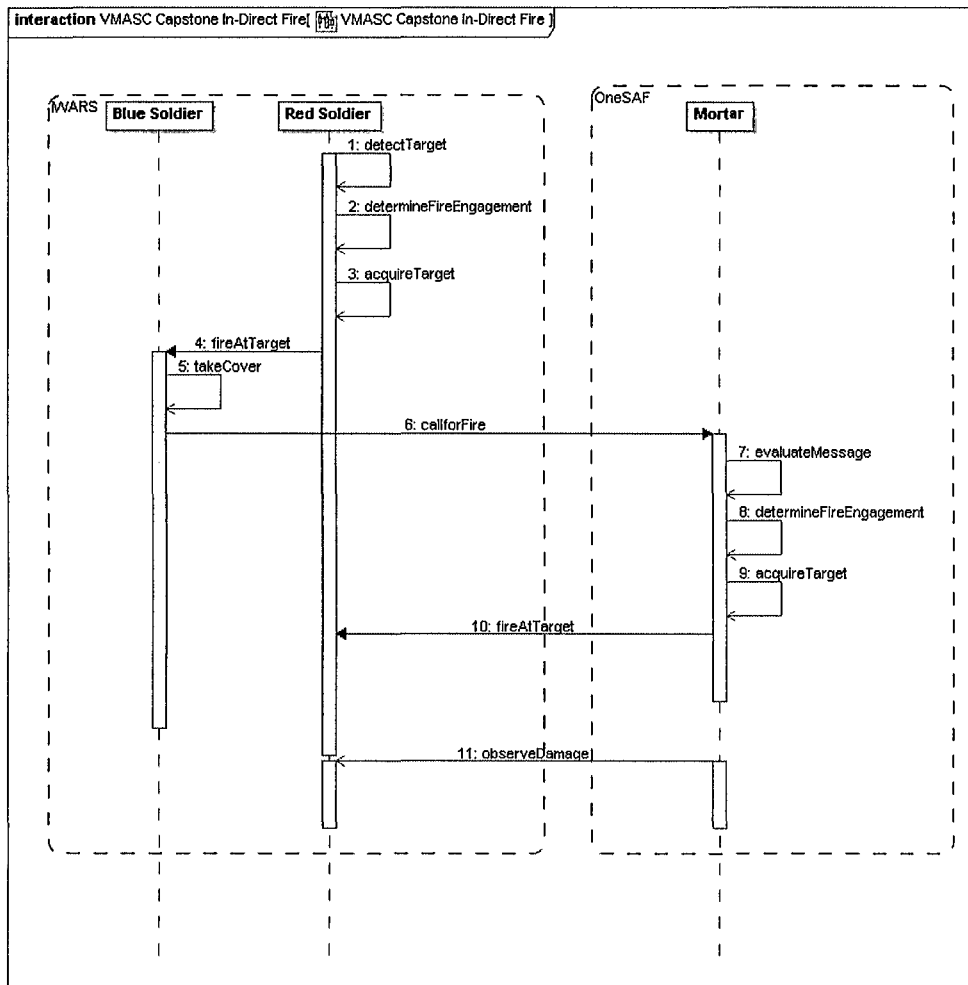 interaction VMASC Capstone In-Direct Fire[ VMASC Capstone In-Direct Fire ]
IWARS
OneSAF
Blue Soldier
Red Soldier
Mortar
1: detectTarget
2: determineFireEngagement
3: acquireTarget
4: fireAtTarget
5: takeCover
6: callforFire
7: evaluateMessage
8: determineFireEngagement
9: acquireTarget
10: fireAtTarget
11: observeDamage